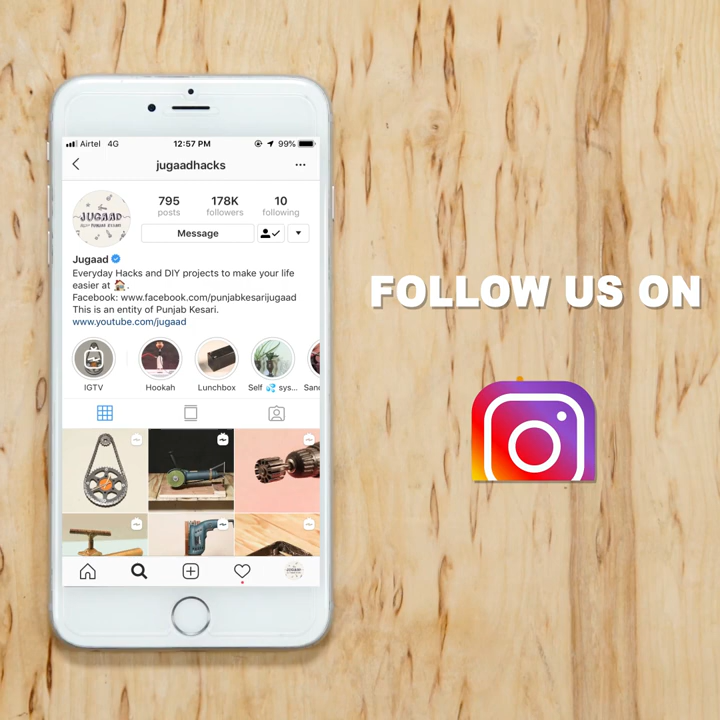 Airtel 4G 12:57 PM 99%
jugaadhacks
795 178K 10
posts followers following
JUGAAD
Message
Jugaad
Everyday Hacks and DIY projects to make your life
easier at 🏠.
Facebook: www.facebook.com/punjabkesarijugaad
This is an entity of Punjab Kesari.
www.youtube.com/jugaad
IGTV Hookah Lunchbox Self 💦 sys...
FOLLOW US ON